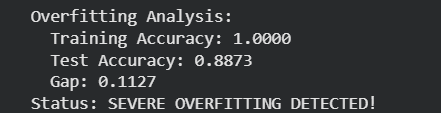 Overfitting Analysis:
Training Accuracy: 1.0000
Test Accuracy: 0.8873
Gap: 0.1127
Status: SEVERE OVERFITTING DETECTED!